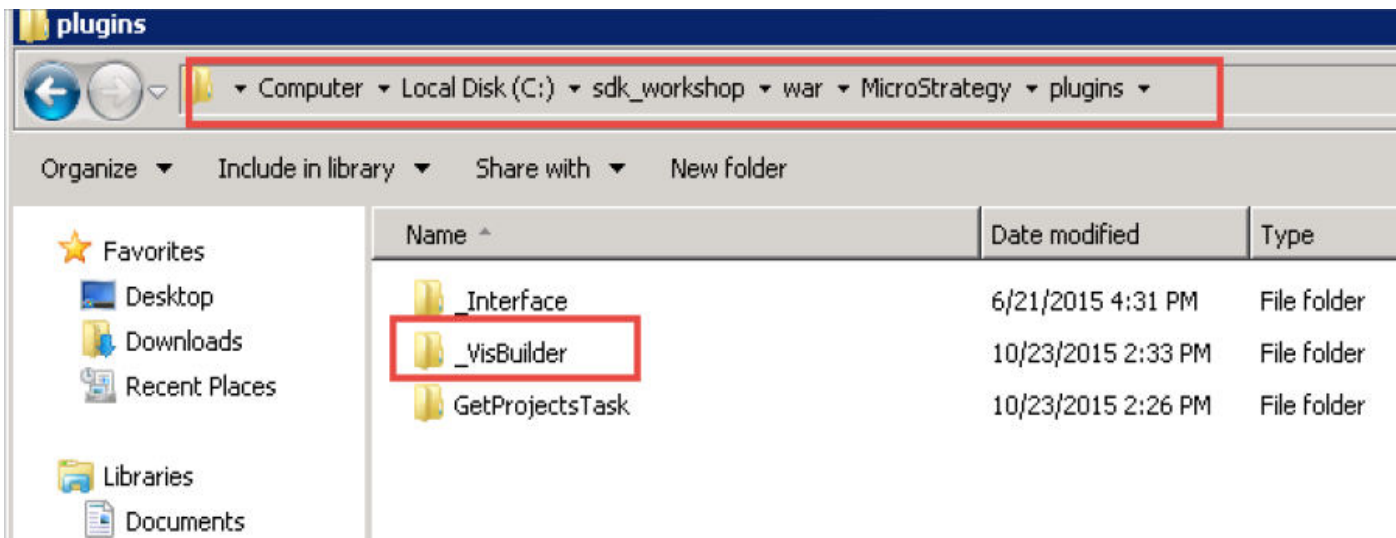 plugins
Computer Local Disk (C:) sdk_workshop war MicroStrategy plugins
Organize Include in library Share with New folder
Favorites
Desktop
Downloads
Recent Places
Libraries
Documents
Name Date modified Type
_Interface 6/21/2015 4:31 PM File folder
_VisBuilder 10/23/2015 2:33 PM File folder
GetProjectsTask 10/23/2015 2:26 PM File folder